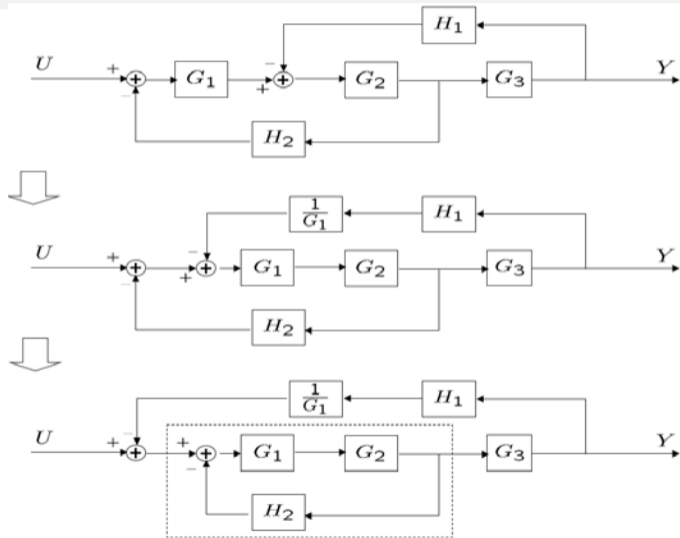 H₁
U + − G₁ + − G₂ G₃ Y
H₂
1/G₁ H₁
U + − + − G₁ G₂ G₃ Y
H₂
1/G₁ H₁
U + − + − G₁ G₂ G₃ Y
H₂